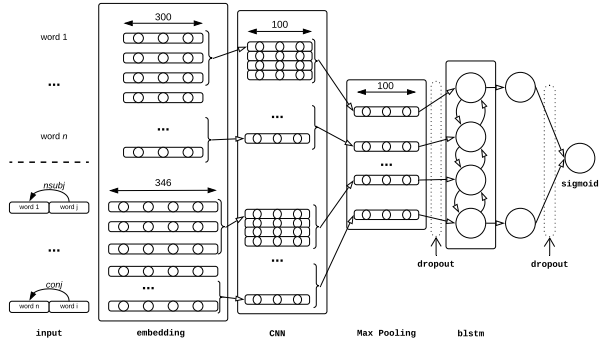 word 1
...
word n
nsubj
word 1 word j
...
conj
word n word i
input
300
...
346
...
embedding
100
...
...
CNN
100
...
Max Pooling
dropout
blstm
dropout
sigmoid